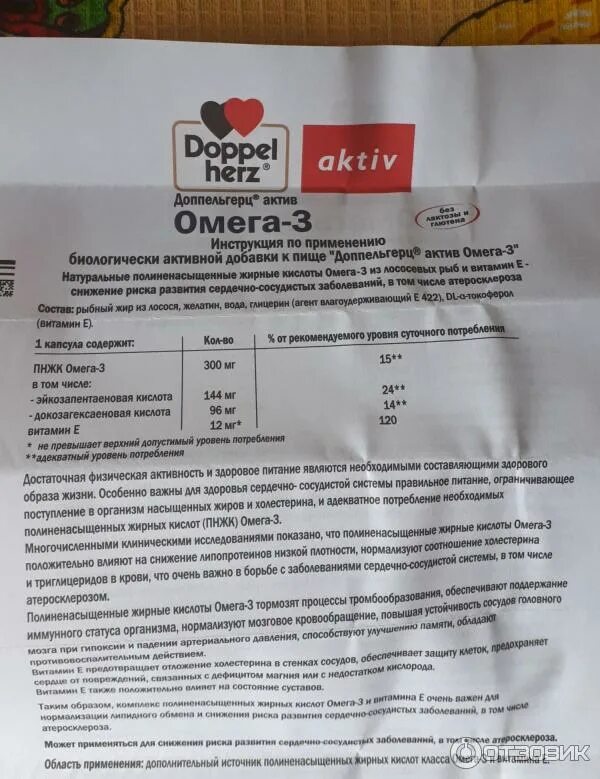 Doppel
herz®
aktiv
Доппельгерц® актив
Омега-3
без
лактозы и
глютена
Инструкция по применению
биологически активной добавки к пище "Доппельгерц® актив Омега-3"
Натуральные полиненасыщенные жирные кислоты Омега-3 из лососевых рыб и витамин Е -
снижение риска развития сердечно-сосудистых заболеваний, в том числе атеросклероза
Состав: рыбный жир из лосося, желатин, вода, глицерин (агент влагоудерживающий Е 422), DL-α-токоферол
(витамин Е).
1 капсула содержит: Кол-во % от рекомендуемого уровня суточного потребления
ПНЖК Омега-3 300 мг 15**
в том числе:
- эйкозапентаеновая кислота 144 мг 24**
- докозагексаеновая кислота 96 мг 14**
витамин Е 12 мг* 120
* не превышает верхний допустимый уровень потребления
**адекватный уровень потребления
Достаточная физическая активность и здоровое питание являются необходимыми составляющими здорового
образа жизни. Особенно важны для здоровья сердечно- сосудистой системы правильное питание, ограничивающее
поступление в организм насыщенных жиров и холестерина, и адекватное потребление необходимых
полиненасыщенных жирных кислот (ПНЖК) Омега-3.
Многочисленными клиническими исследованиями показано, что полиненасыщенные жирные кислоты Омега-3
положительно влияют на снижение липопротеинов низкой плотности, нормализуют соотношение холестерина
и триглицеридов в крови, что очень важно в борьбе с заболеваниями сердечно-сосудистой системы, в том числе
атеросклерозом.
Полиненасыщенные жирные кислоты Омега-3 тормозят процессы тромбообразования, обеспечивают поддержание
иммунного статуса организма, нормализуют мозговое кровообращение, повышая устойчивость сосудов головного
мозга при гипоксии и падении артериального давления, способствуют улучшению памяти, обладают
противовоспалительным действием.
Витамин Е предотвращает отложение холестерина в стенках сосудов, обеспечивает защиту клеток, предохраняет
сердце от повреждений, связанных с дефицитом магния или с недостатком кислорода.
Витамин Е также положительно влияет на состояние суставов.
Таким образом, комплекс полиненасыщенных жирных кислот Омега-3 и витамина Е очень важен для
нормализации липидного обмена и снижения риска развития сердечно-сосудистых заболеваний, в том числе
атеросклероза.
Может применяться для снижения риска развития сердечно-сосудистых заболеваний, в том числе атеросклероза.
Область применения: дополнительный источник полиненасыщенных жирных кислот класса Омега-3 и витамина Е.
ОТЗОВИК